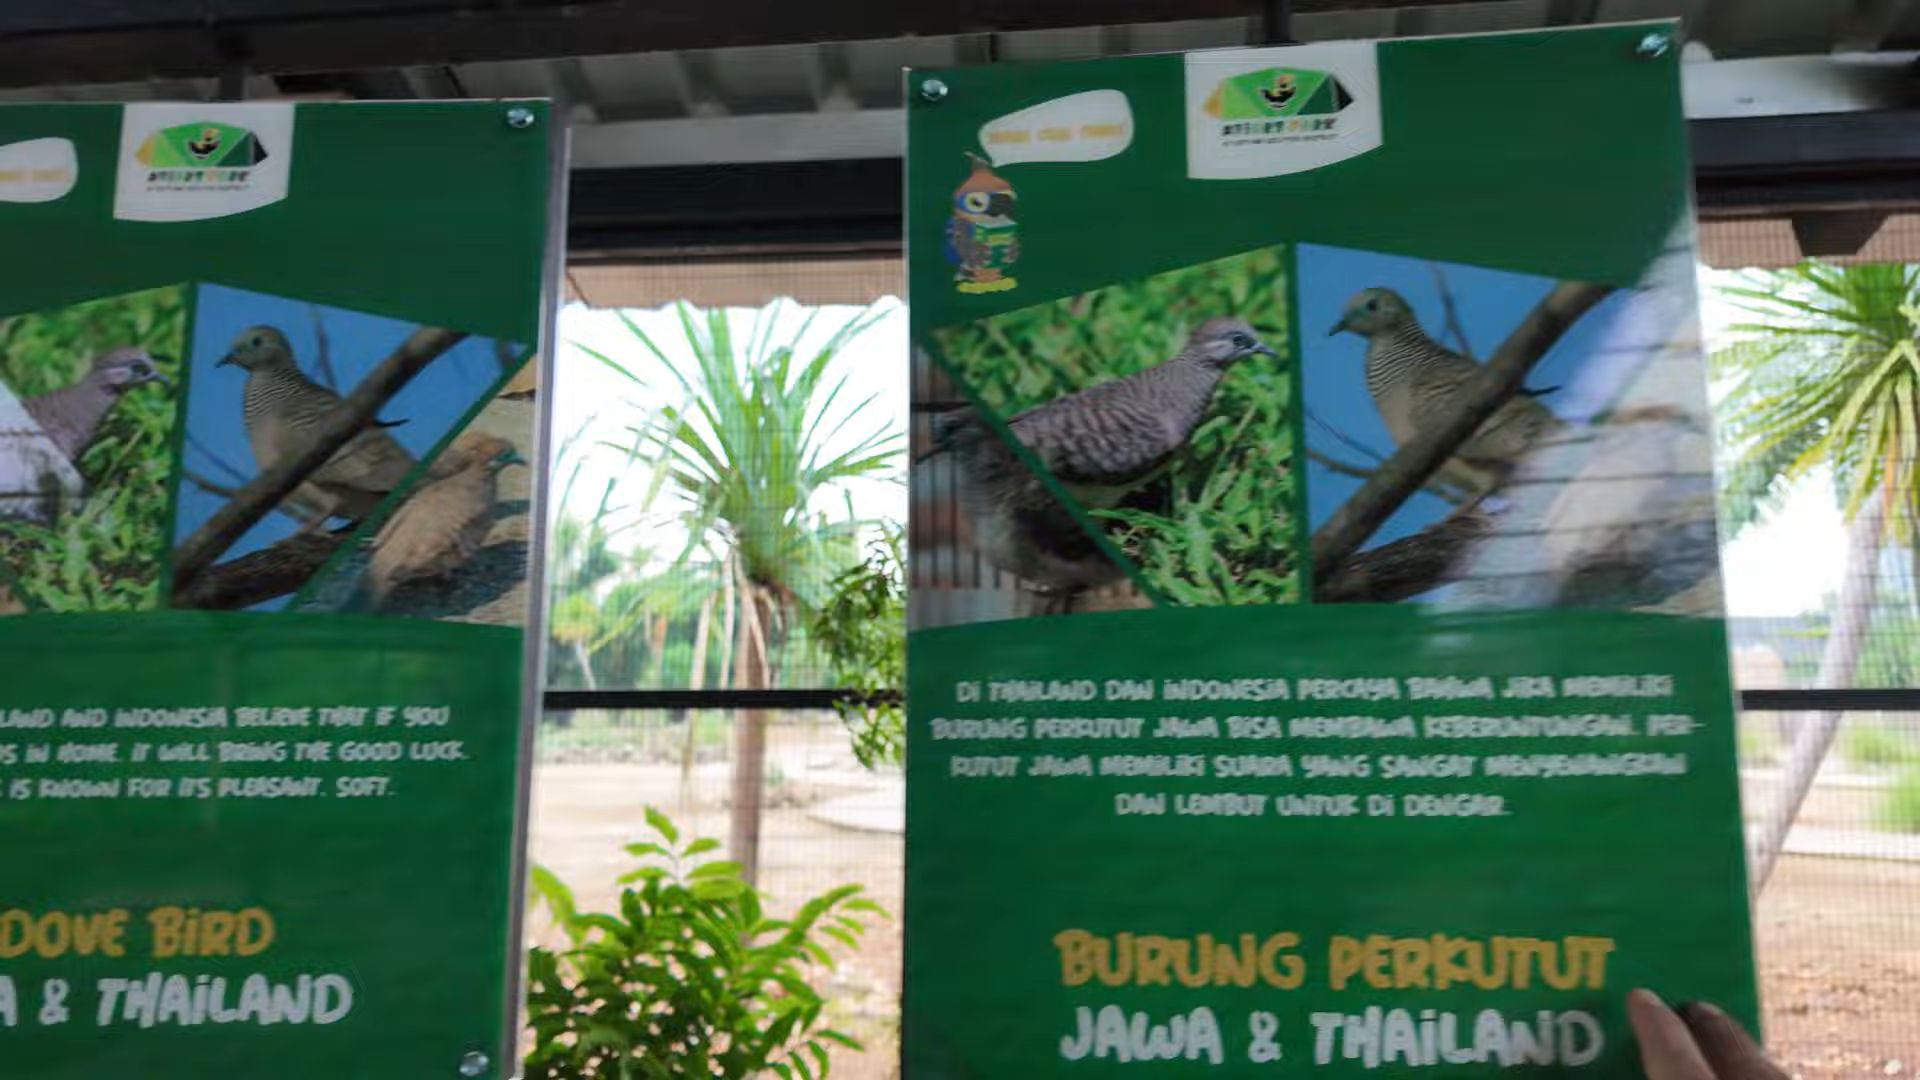 LAND AND INDONESIA BELIEVE THAT IF YOU
IN HOME. IT WILL BRING THE GOOD LUCK.
IS KNOWN FOR ITS PLEASANT, SOFT.
DOVE BIRD
A & THAILAND
DI THAILAND DAN INDONESIA PERCAYA BAHWA JIKA MEMILIKI
BURUNG PERKUTUT JAWA BISA MEMBAWA KEBERUNTUNGAN. PER-
KUTUT JAWA MEMILIKI SUARA YANG SANGAT MENYENANGKAN
DAN LEMBUT UNTUK DI DENGAR.
BURUNG PERKUTUT
JAWA & THAILAND